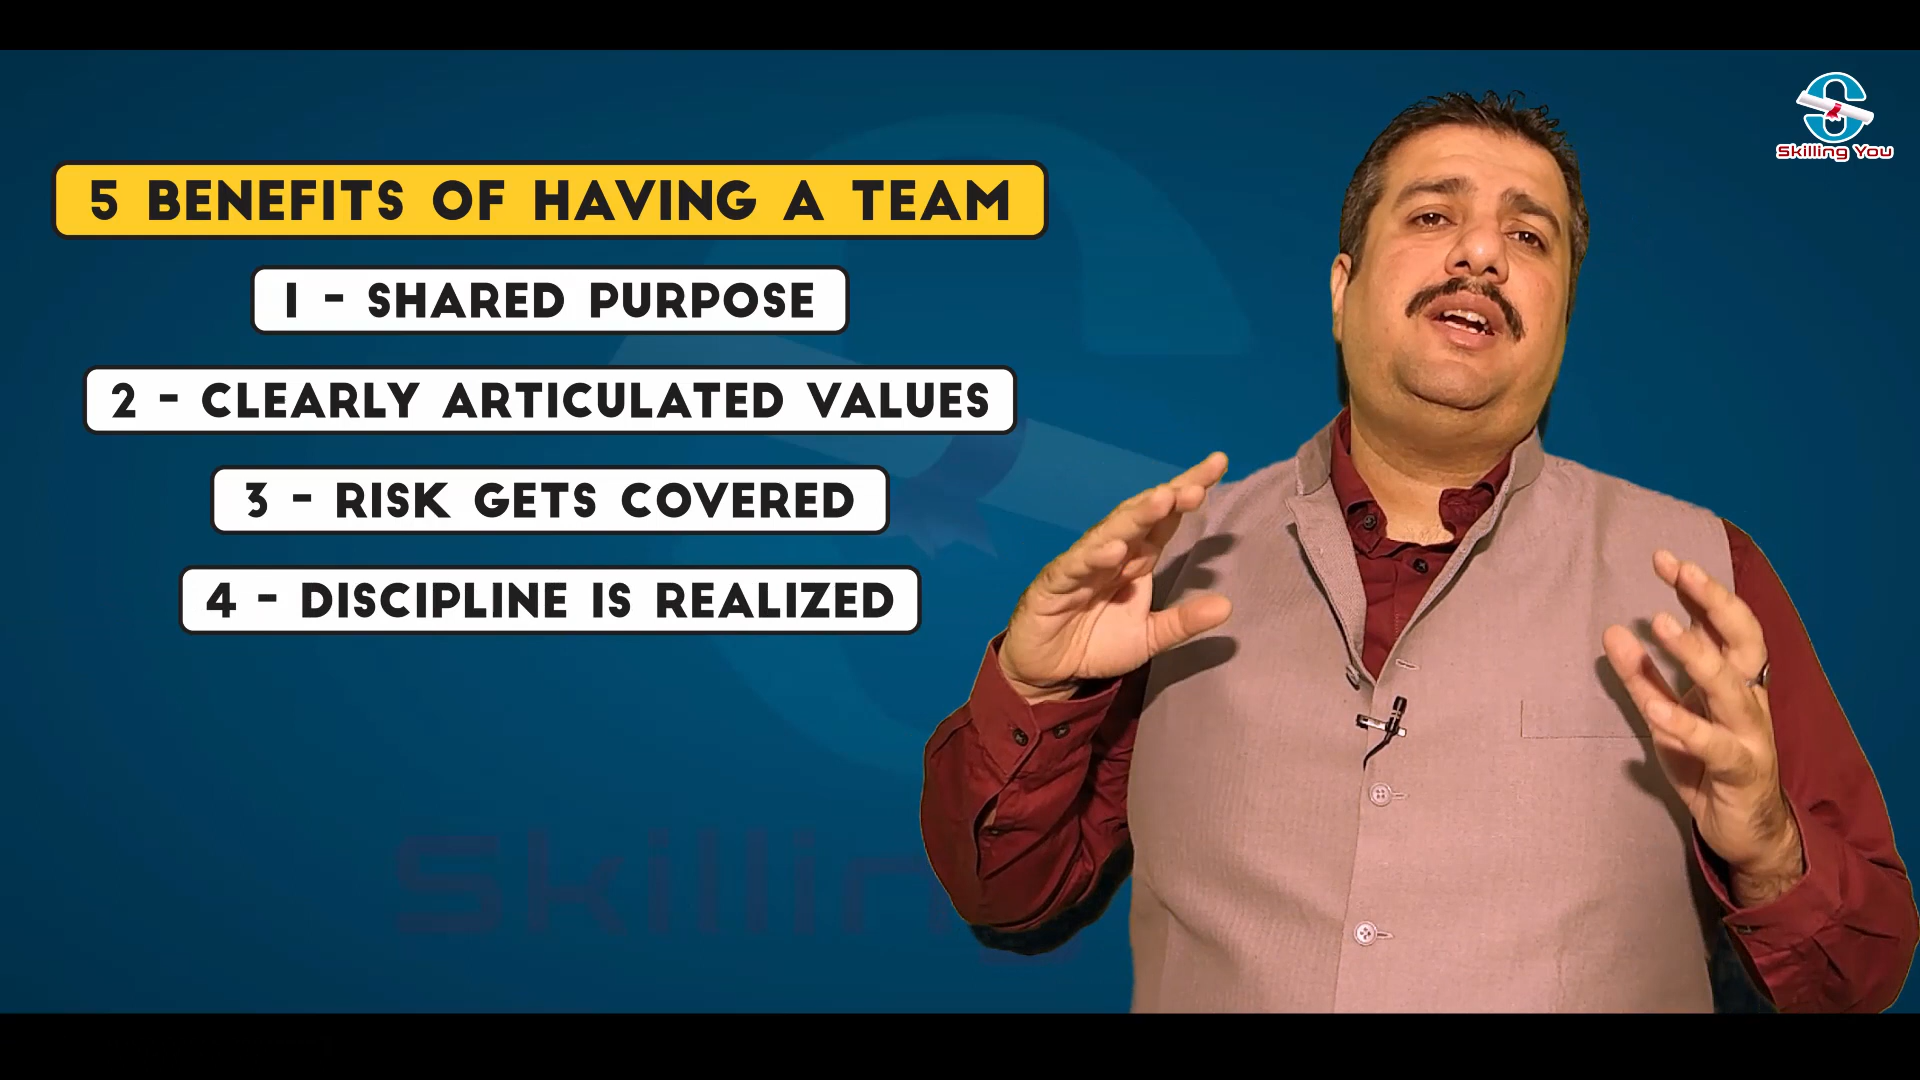 Skilling You
5 BENEFITS OF HAVING A TEAM
1 - SHARED PURPOSE
2 - CLEARLY ARTICULATED VALUES
3 - RISK GETS COVERED
4 - DISCIPLINE IS REALIZED
Skilling